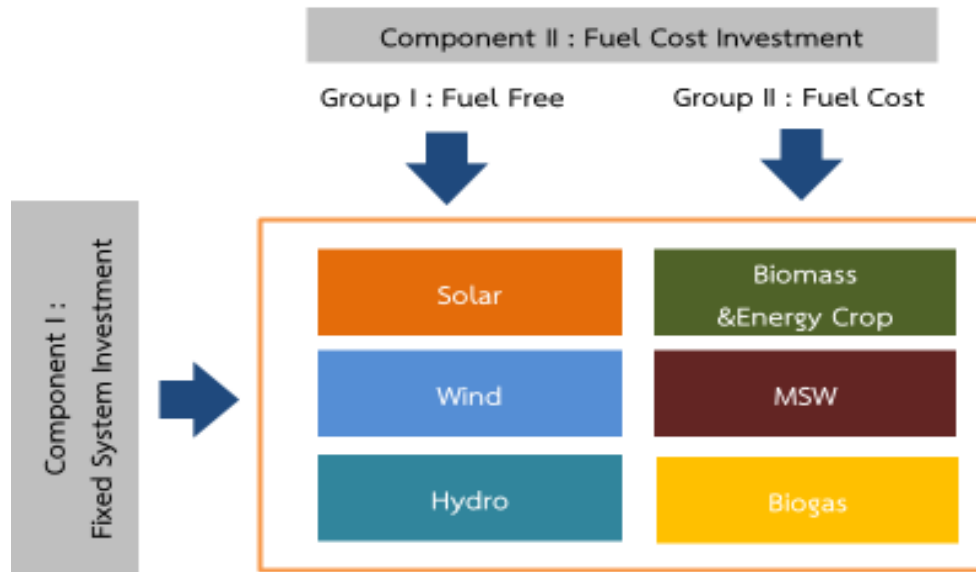 Component II : Fuel Cost Investment
Group I : Fuel Free
Group II : Fuel Cost
Component I :
Fixed System Investment
Solar
Biomass
&Energy Crop
Wind
MSW
Hydro
Biogas